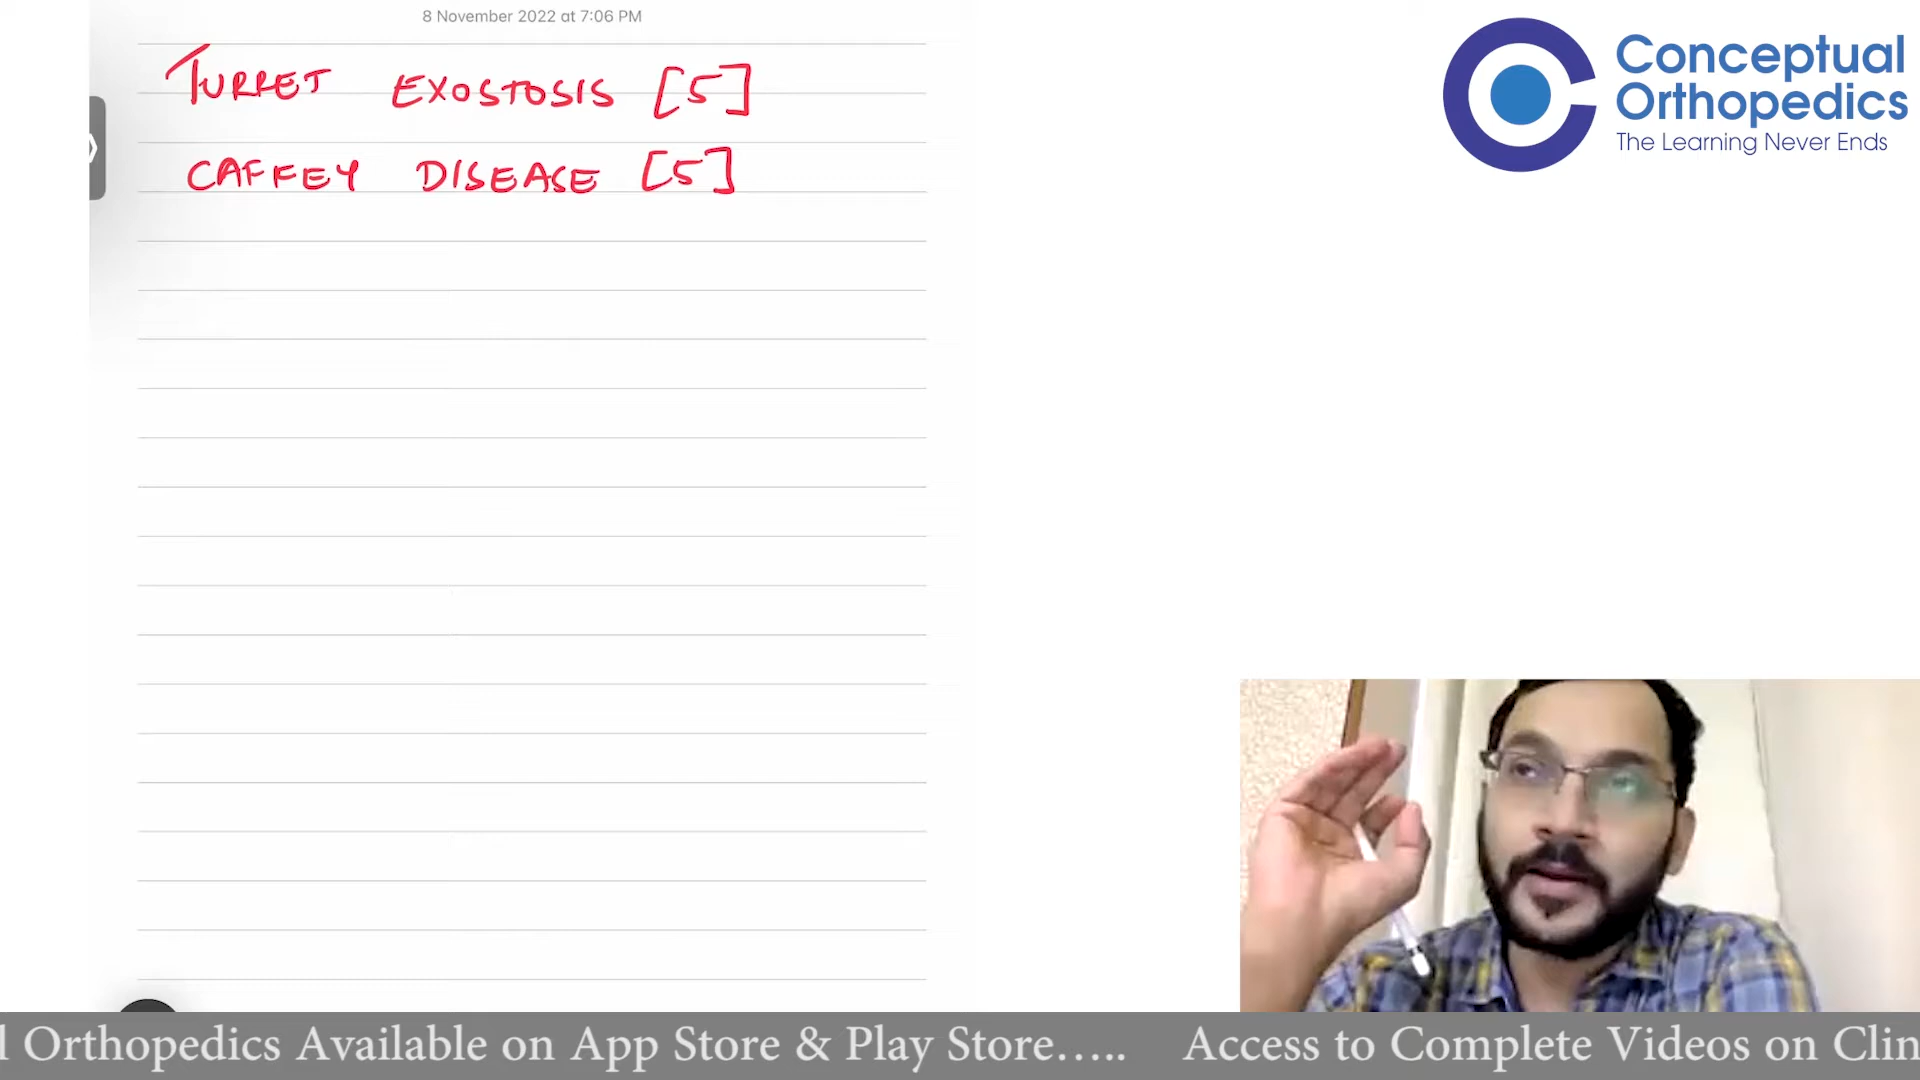 8 November 2022 at 7:06 PM
TURRET EXOSTOSIS [5]
CAFFEY DISEASE [5]
Conceptual
Orthopedics
The Learning Never Ends
l Orthopedics Available on App Store & Play Store..... Access to Complete Videos on Clin